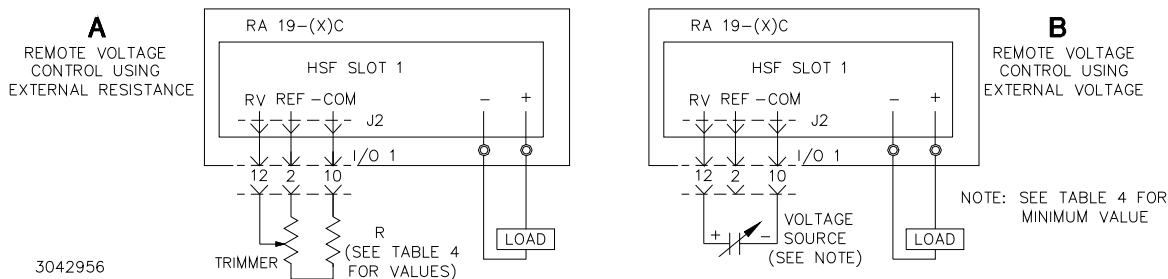 A
REMOTE VOLTAGE
CONTROL USING
EXTERNAL RESISTANCE
RA 19-(X)C
HSF SLOT 1
RV REF -COM
- +
J2
I/O 1
12 2 10
TRIMMER
R
(SEE TABLE 4
FOR VALUES)
LOAD
3042956
RA 19-(X)C
HSF SLOT 1
RV REF -COM
- +
J2
I/O 1
12 2 10
+ -
VOLTAGE
SOURCE
(SEE NOTE)
LOAD
B
REMOTE VOLTAGE
CONTROL USING
EXTERNAL VOLTAGE
NOTE: SEE TABLE 4 FOR
MINIMUM VALUE